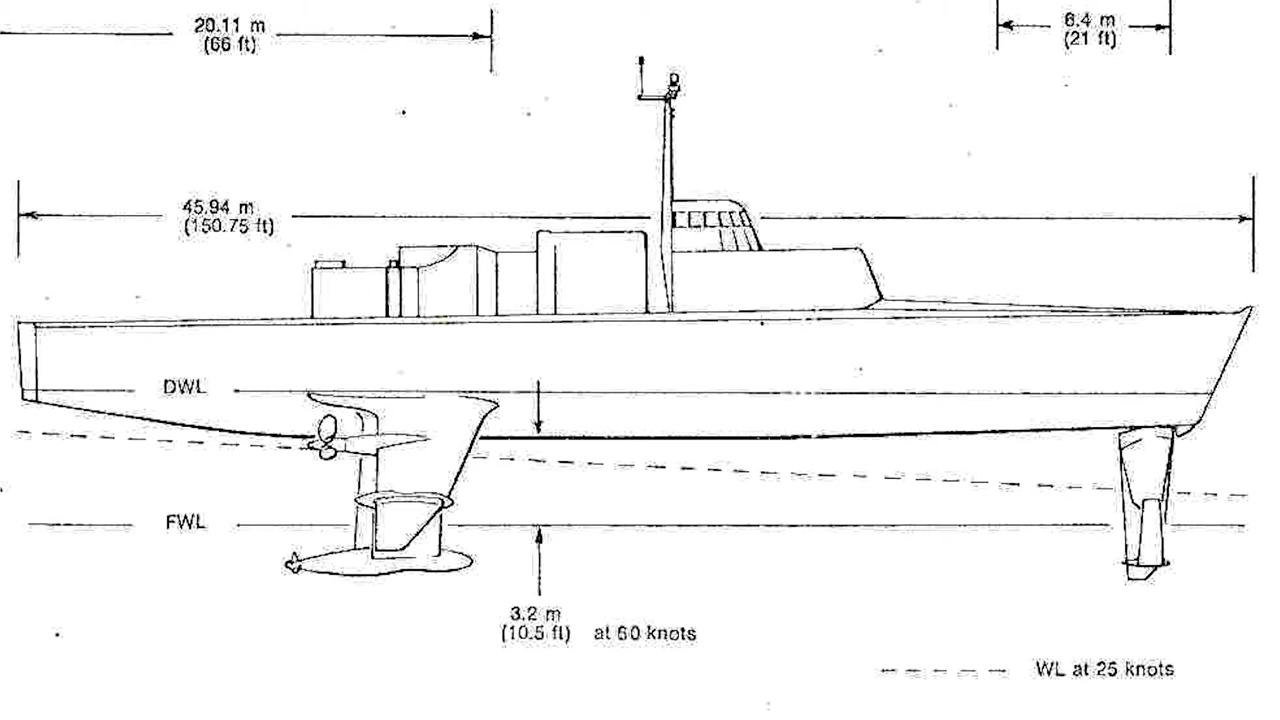 20.11 m
(66 ft)
6.4 m
(21 ft)
45.94 m
(150.75 ft)
DWL
FWL
3.2 m
(10.5 ft) at 60 knots
WL at 25 knots